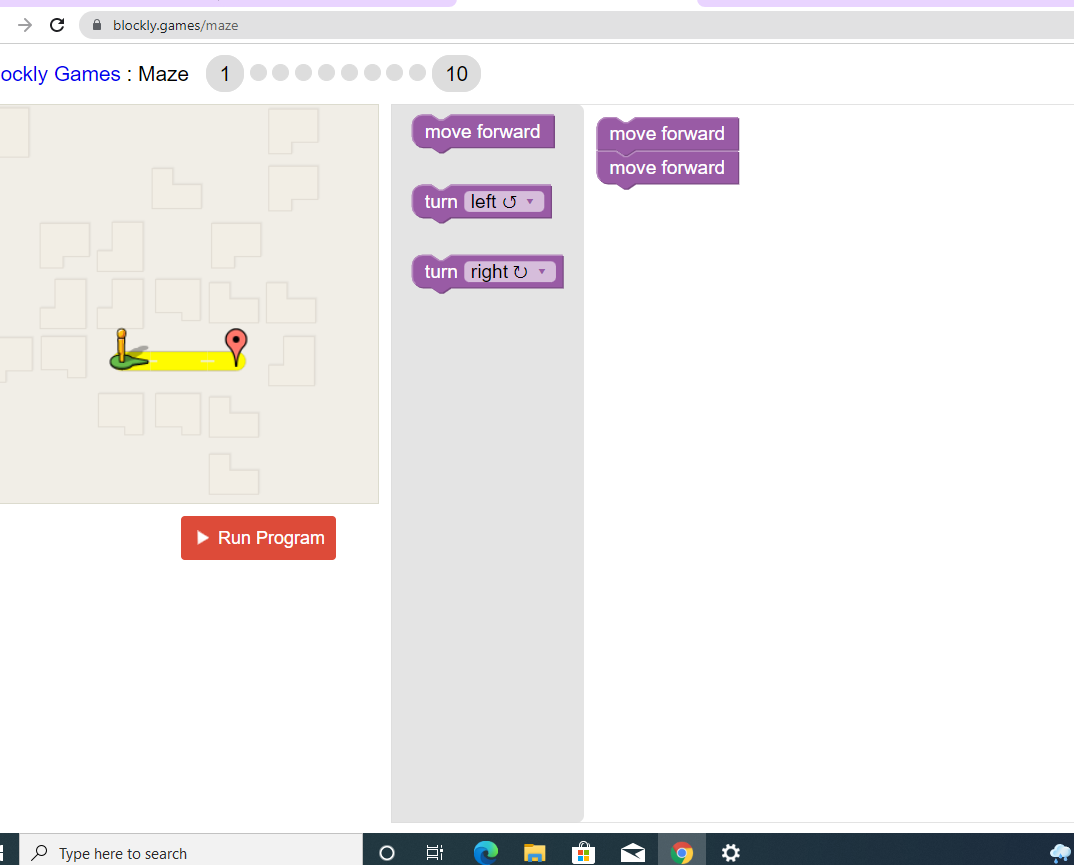 blockly.games/maze
ockly Games : Maze 1 10
move forward
turn left ↺ ▾
turn right ↻ ▾
move forward
move forward
Run Program
Type here to search